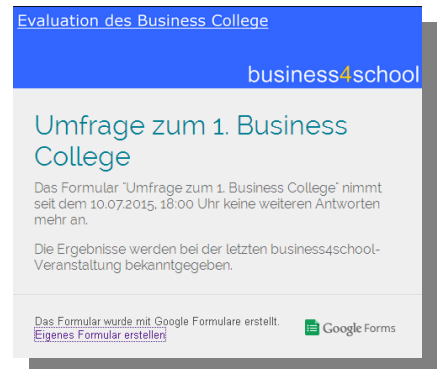 Evaluation des Business College
business4school
Umfrage zum 1. Business
College
Das Formular "Umfrage zum 1. Business College" nimmt
seit dem 10.07.2015, 18:00 Uhr keine weiteren Antworten
mehr an.
Die Ergebnisse werden bei der letzten business4school-
Veranstaltung bekanntgegeben.
Das Formular wurde mit Google Formulare erstellt.
Eigenes Formular erstellen
Google Forms